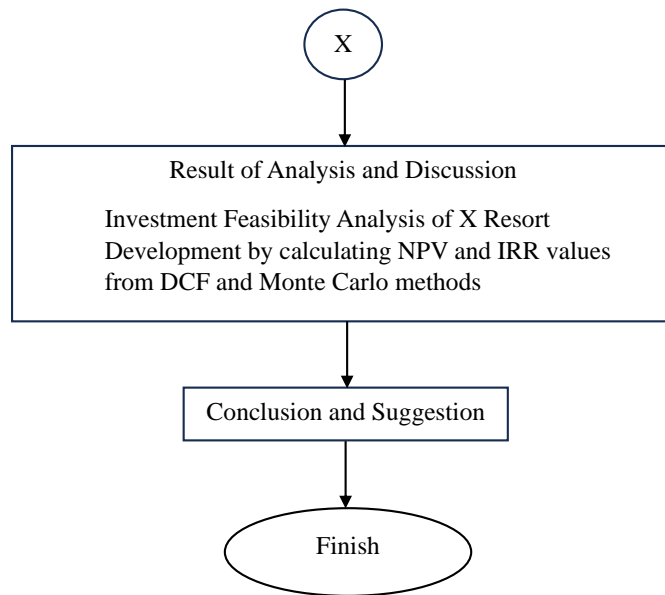 X
Result of Analysis and Discussion
Investment Feasibility Analysis of X Resort
Development by calculating NPV and IRR values
from DCF and Monte Carlo methods
Conclusion and Suggestion
Finish